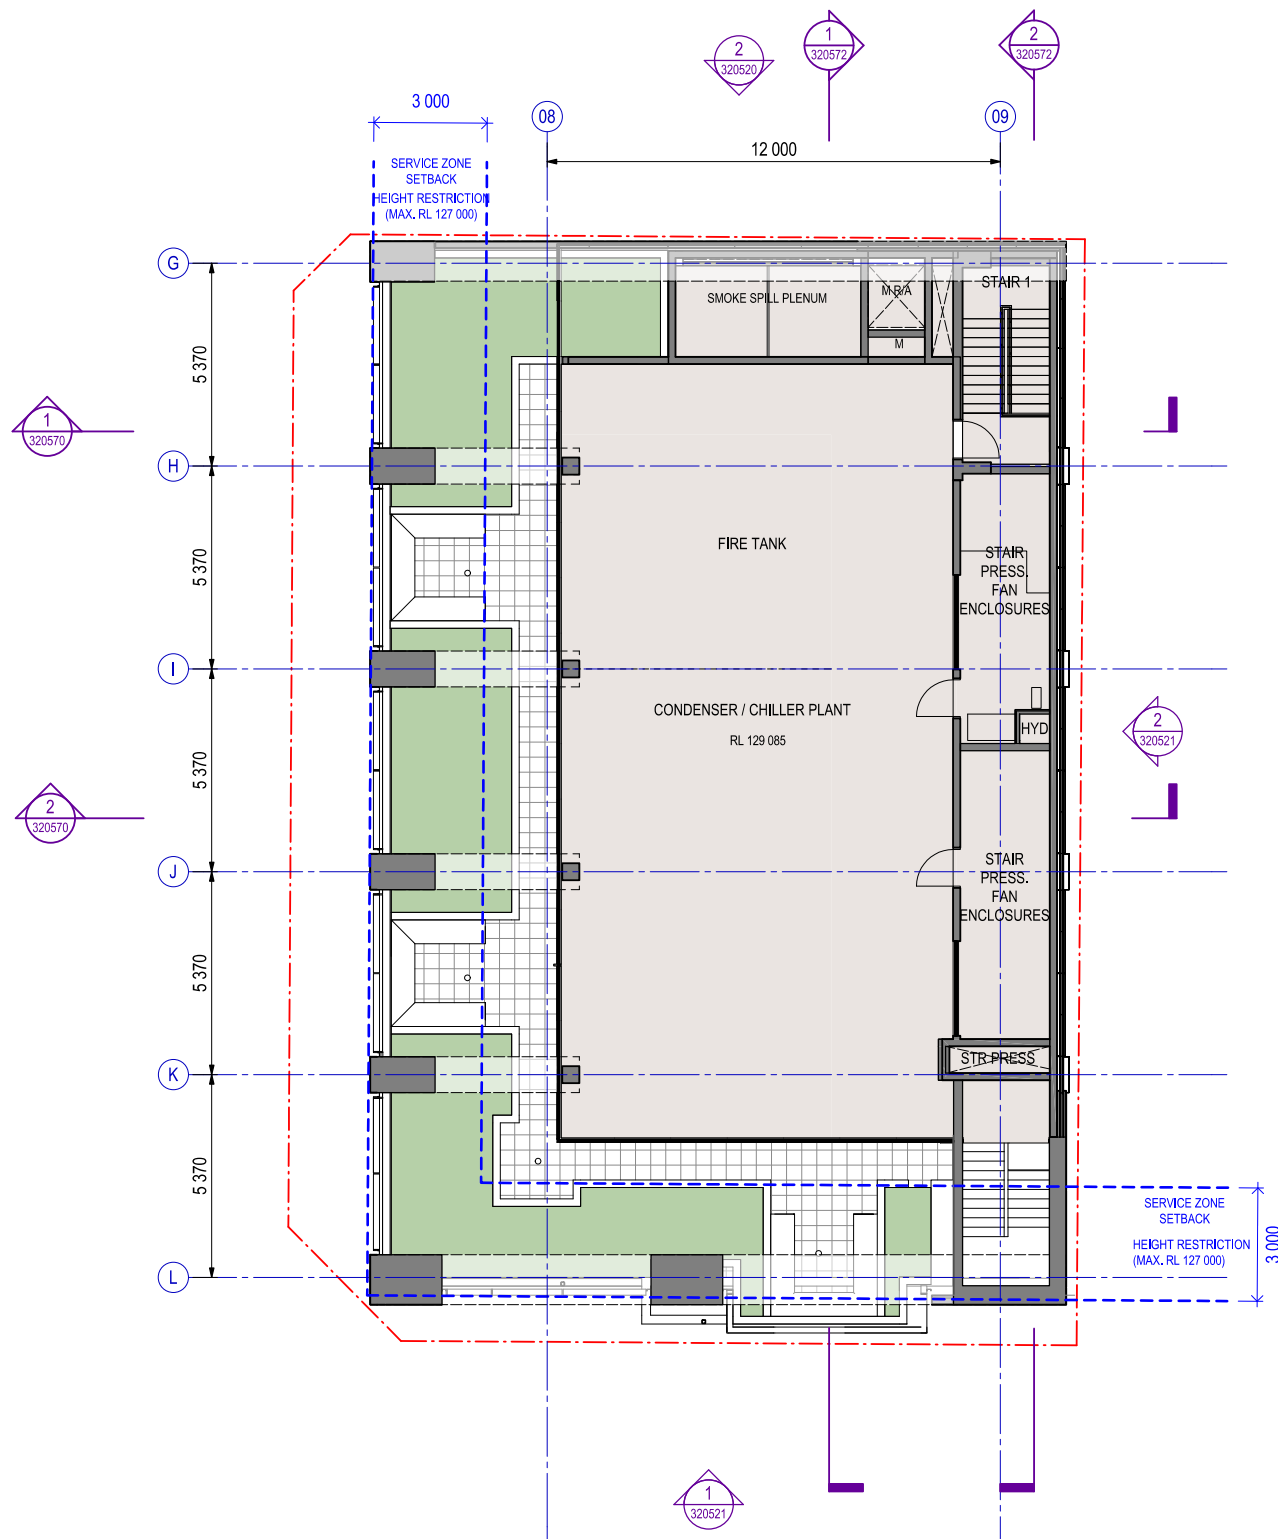 1
320572
2
320572
2
320520
3 000
08
09
12 000
SERVICE ZONE
SETBACK
HEIGHT RESTRICTION
(MAX. RL 127 000)
G
STAIR 1
M R/A
SMOKE SPILL PLENUM
M
5 370
1
320570
H
FIRE TANK
STAIR
PRESS.
FAN
ENCLOSURES
5 370
I
CONDENSER / CHILLER PLANT
RL 129 085
HYD
2
320521
5 370
2
320570
J
STAIR
PRESS.
FAN
ENCLOSURES
5 370
K
STR PRESS
5 370
SERVICE ZONE
SETBACK
HEIGHT RESTRICTION
(MAX. RL 127 000)
3 000
L
1
320521